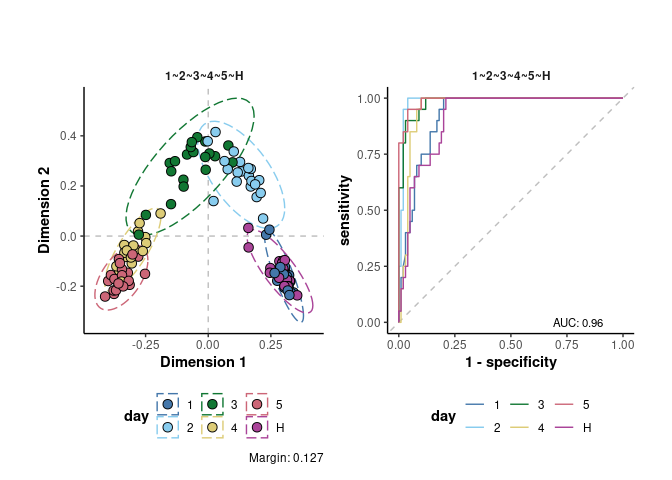 1~2~3~4~5~H
Dimension 2
0.4
0.2
0.0
-0.2
-0.25
0.00
0.25
Dimension 1
day
1
3
5
2
4
H
Margin: 0.127
1~2~3~4~5~H
sensitivity
1.00
0.75
0.50
0.25
0.00
AUC: 0.96
0.00
0.25
0.50
0.75
1.00
1 - specificity
day
1
3
5
2
4
H